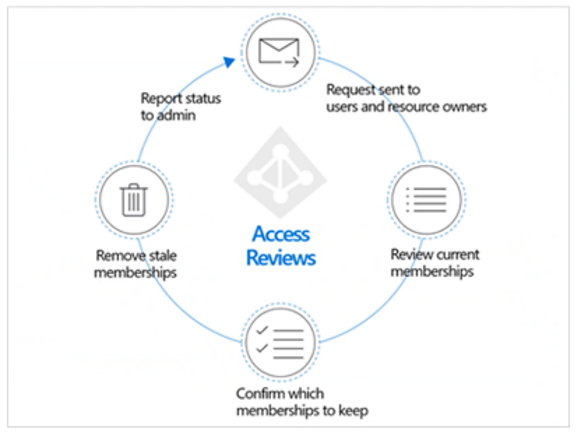 Report status
to admin
Request sent to
users and resource owners
Access
Reviews
Remove stale
memberships
Review current
memberships
Confirm which
memberships to keep